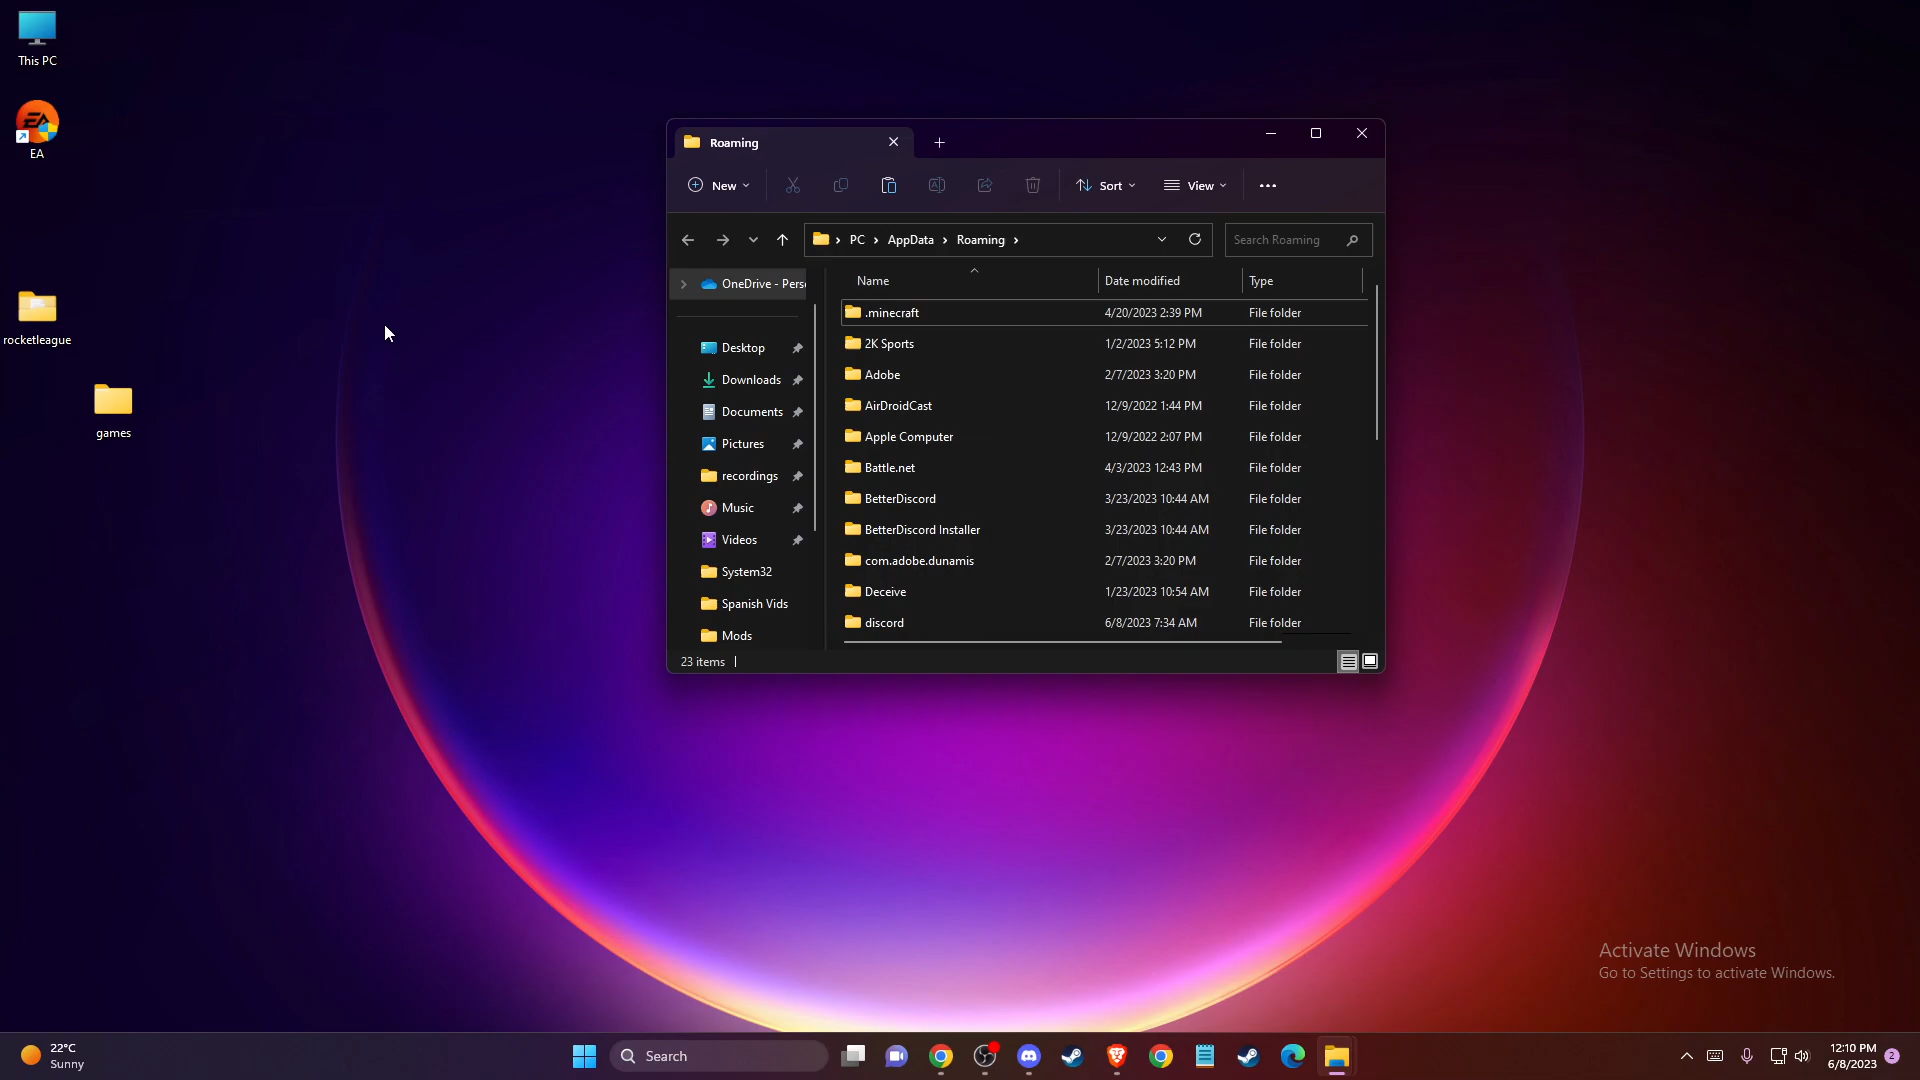 This PC
EA
EA
rocketleague
games
Roaming
New
Sort
View
PC › AppData › Roaming ›
Search Roaming
OneDrive - Pers
Desktop
Downloads
Documents
Pictures
recordings
Music
Videos
System32
Spanish Vids
Mods
Name Date modified Type
.minecraft 4/20/2023 2:39 PM File folder
2K Sports 1/2/2023 5:12 PM File folder
Adobe 2/7/2023 3:20 PM File folder
AirDroidCast 12/9/2022 1:44 PM File folder
Apple Computer 12/9/2022 2:07 PM File folder
Battle.net 4/3/2023 12:43 PM File folder
BetterDiscord 3/23/2023 10:44 AM File folder
BetterDiscord Installer 3/23/2023 10:44 AM File folder
com.adobe.dunamis 2/7/2023 3:20 PM File folder
Deceive 1/23/2023 10:54 AM File folder
discord 6/8/2023 7:34 AM File folder
23 items
Activate Windows
Go to Settings to activate Windows.
22°C
Sunny
Search
12:10 PM
6/8/2023
2